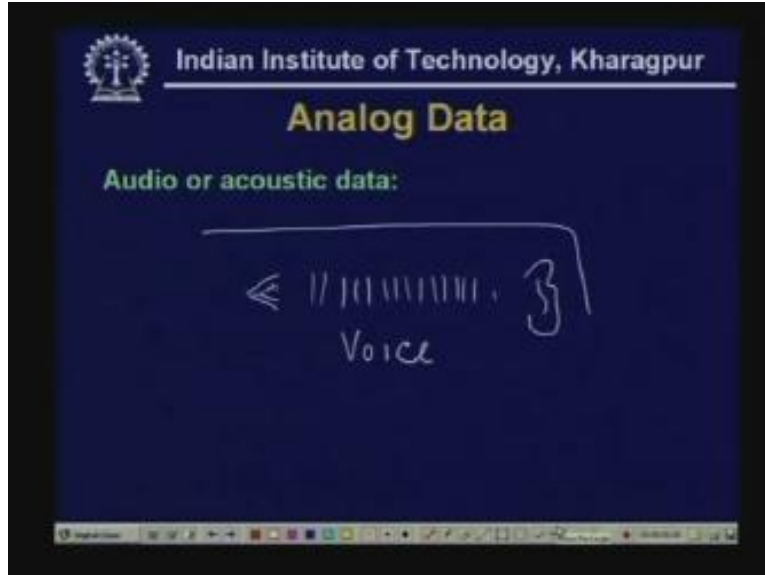 Indian Institute of Technology, Kharagpur
Analog Data
Audio or acoustic data:
Voice